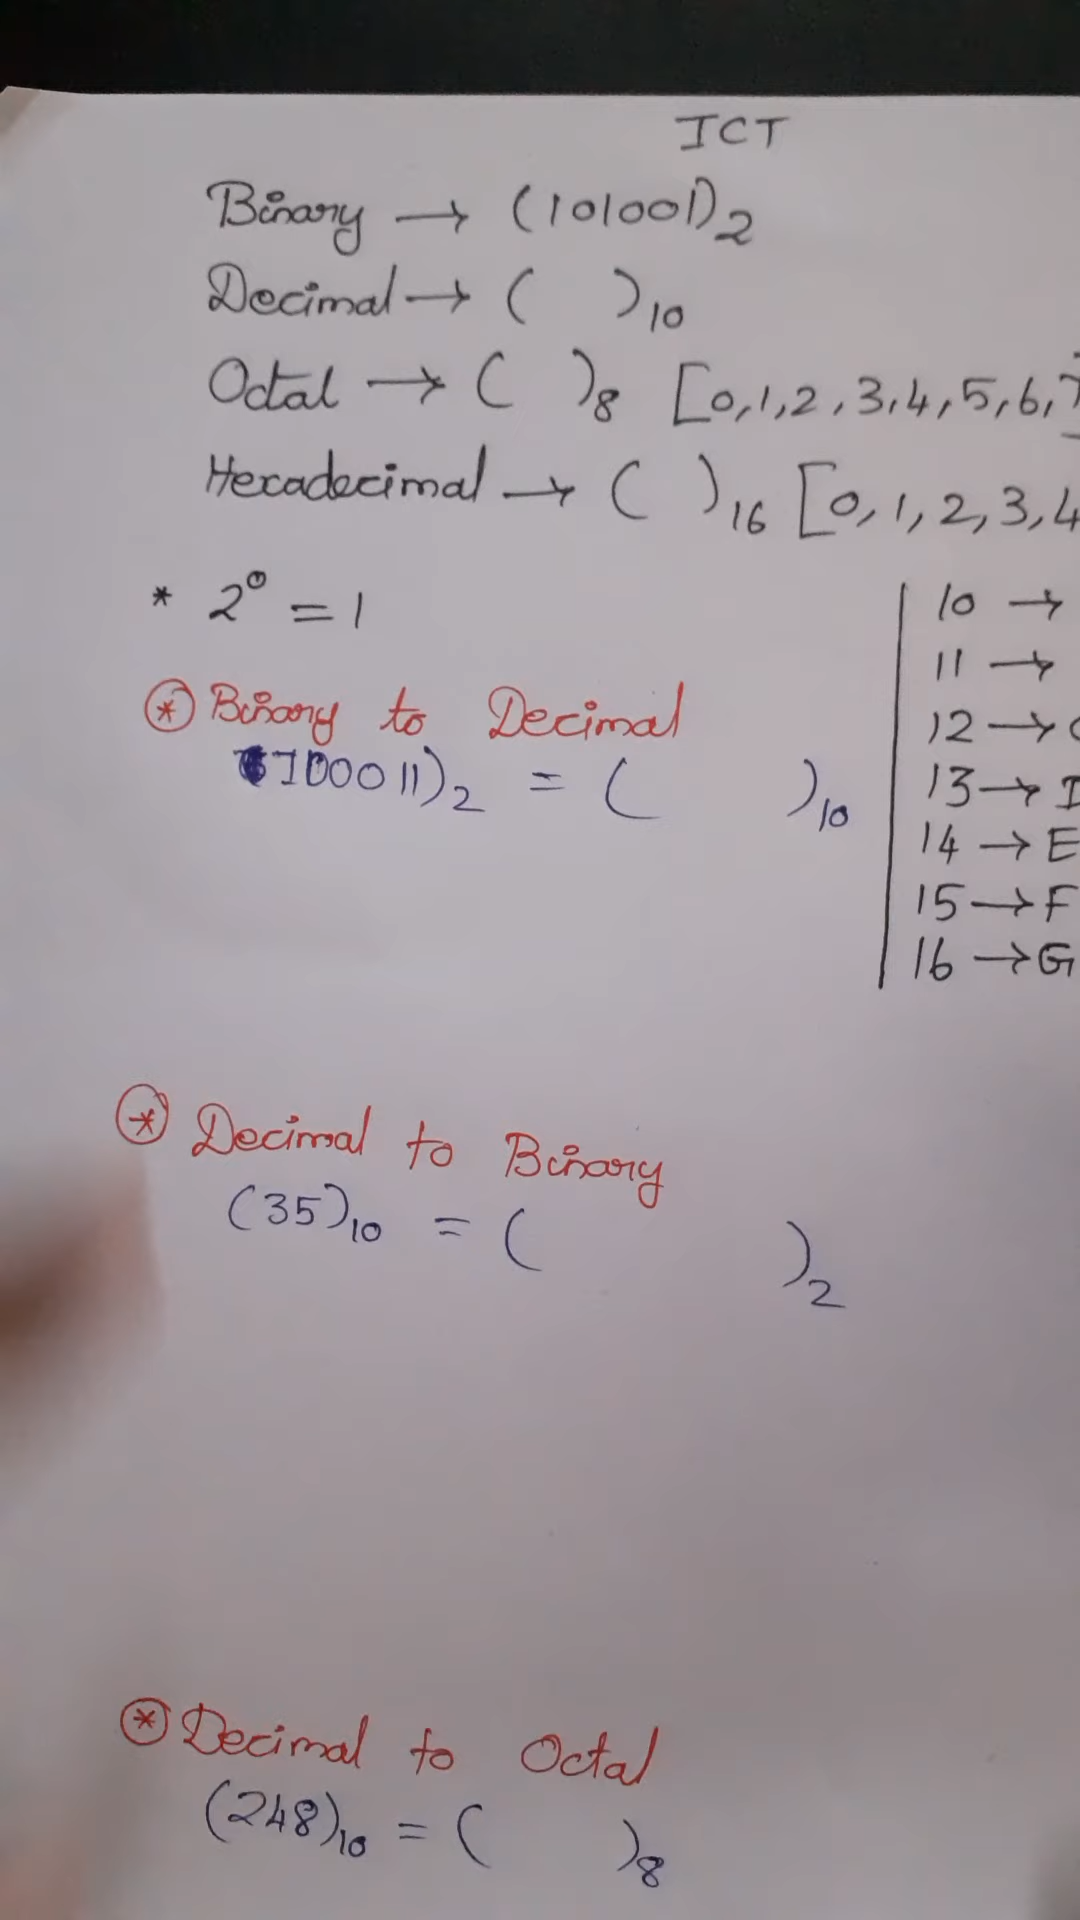 ICT
Binary → (101001)2
Decimal → ( )10
Octal → ( )8 [0,1,2,3,4,5,6,7
Hexadecimal → ( )16 [0,1,2,3,4
* 2⁰ = 1
10 →
11 →
12 → C
13 → D
14 → E
15 → F
16 → G
* Binary to Decimal
100011)2 = ( )10
* Decimal to Binary
(35)10 = ( )2
* Decimal to Octal
(248)10 = ( )8